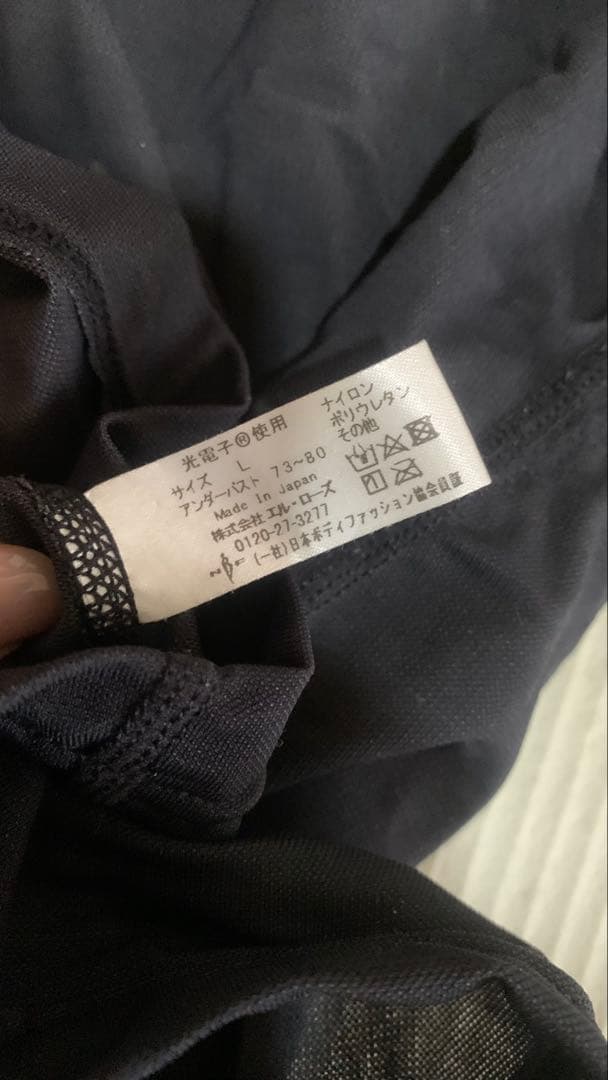 光電子®使用
サイズ L
アンダーバスト 73~80
Made In Japan
株式会社エル・ローズ
0120-27-3277
(一社)日本ボディファッション協会員証
ナイロン
ポリウレタン
その他